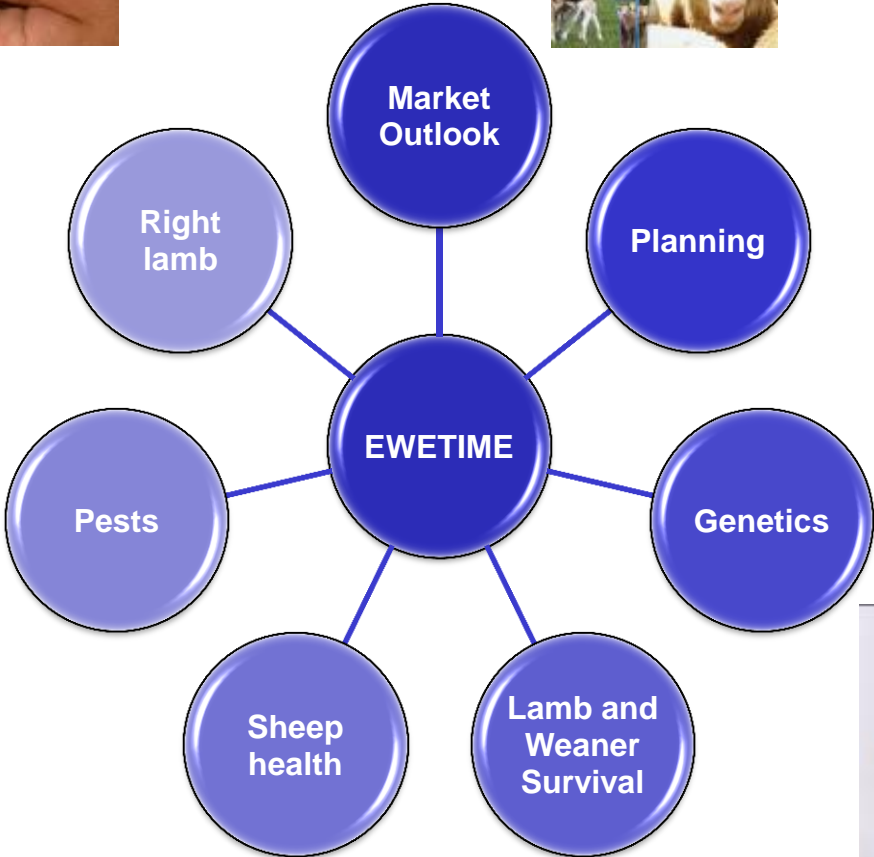 Market
Outlook
Right
lamb
Planning
EWETIME
Pests
Genetics
Sheep
health
Lamb and
Weaner
Survival